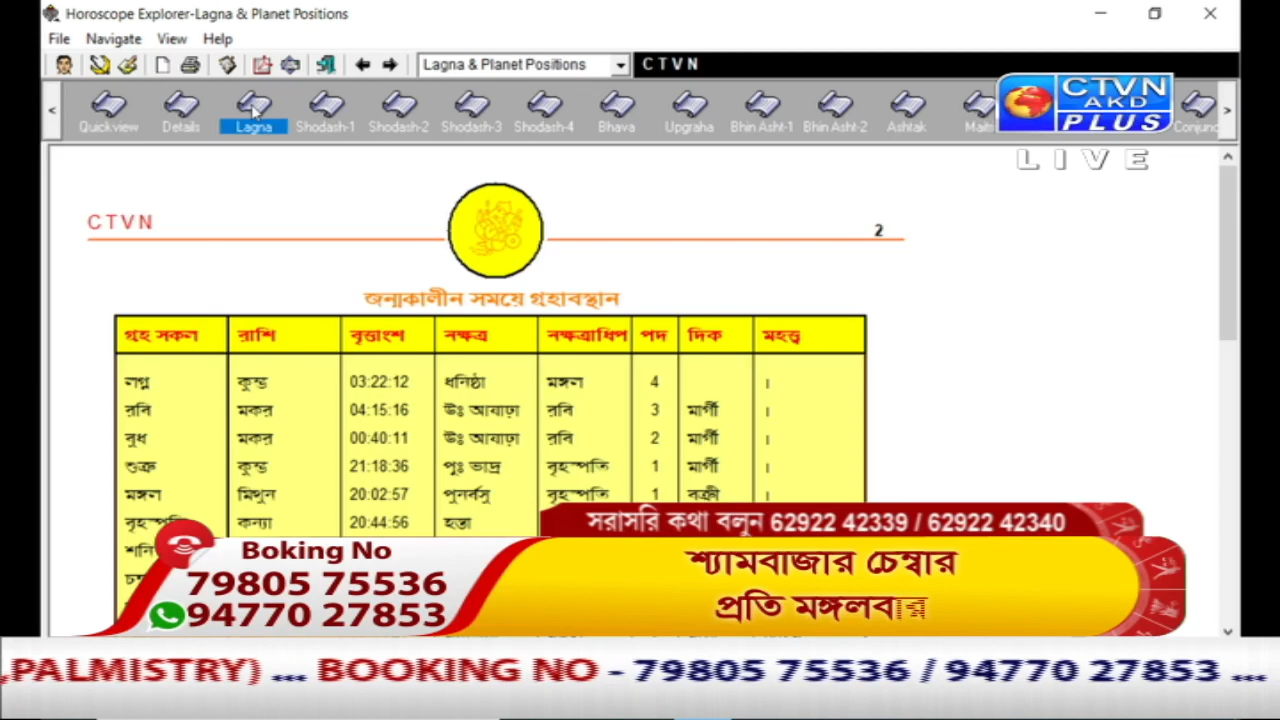 Horoscope Explorer-Lagna & Planet Positions
File Navigate View Help
Lagna & Planet Positions CTVN
Quickview Details Lagna Shodash-1 Shodash-2 Shodash-3 Shodash-4 Bhava Upgraha Bhin Asht-1 Bhin Asht-2 Ashtak
CTVN
AKD
PLUS
LIVE
CTVN
2
জন্মকালীন সময়ে গ্রহাবস্থান
গ্রহ সকল রাশি বৃত্তাংশ নক্ষত্র নক্ষত্রাধিপ পদ দিক মহত্ত্ব
লগ্ন কুম্ভ 03:22:12 ধনিষ্ঠা মঙ্গল 4 ।
রবি মকর 04:15:16 উঃ আষাঢ়া রবি 3 মার্গী ।
বুধ মকর 00:40:11 উঃ আষাঢ়া রবি 2 মার্গী ।
শুক্র কুম্ভ 21:18:36 পুঃ ভাদ্র বৃহস্পতি 1 মার্গী ।
মঙ্গল মিথুন 20:02:57 পুনর্বসু বৃহস্পতি 1 বক্রী ।
বৃহস্পতি কন্যা 20:44:56 হস্তা
শনি
সরাসরি কথা বলুন 62922 42339 / 62922 42340
Boking No
79805 75536
94770 27853
শ্যামবাজার চেম্বার
প্রতি মঙ্গলবার
,PALMISTRY) ... BOOKING NO - 79805 75536 / 94770 27853 ...